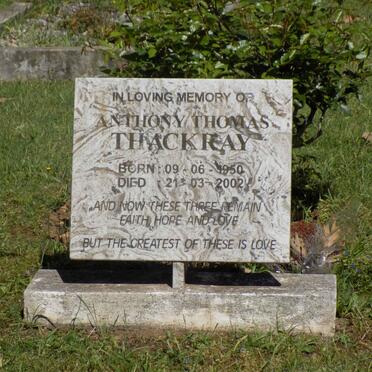 IN LOVING MEMORY OF
ANTHONY THOMAS
THACKRAY
BORN : 09 - 06 - 1950
DIED : 21 - 03 - 2002
AND NOW THESE THREE REMAIN
FAITH, HOPE AND LOVE
BUT THE GREATEST OF THESE IS LOVE